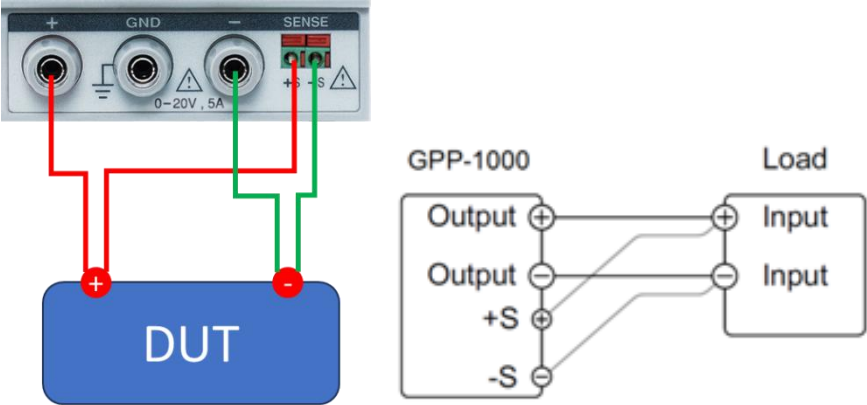 + GND − SENSE
+S -S
0-20V , 5A
+ -
DUT
GPP-1000 Load
Output + + Input
Output − − Input
+S +
-S −